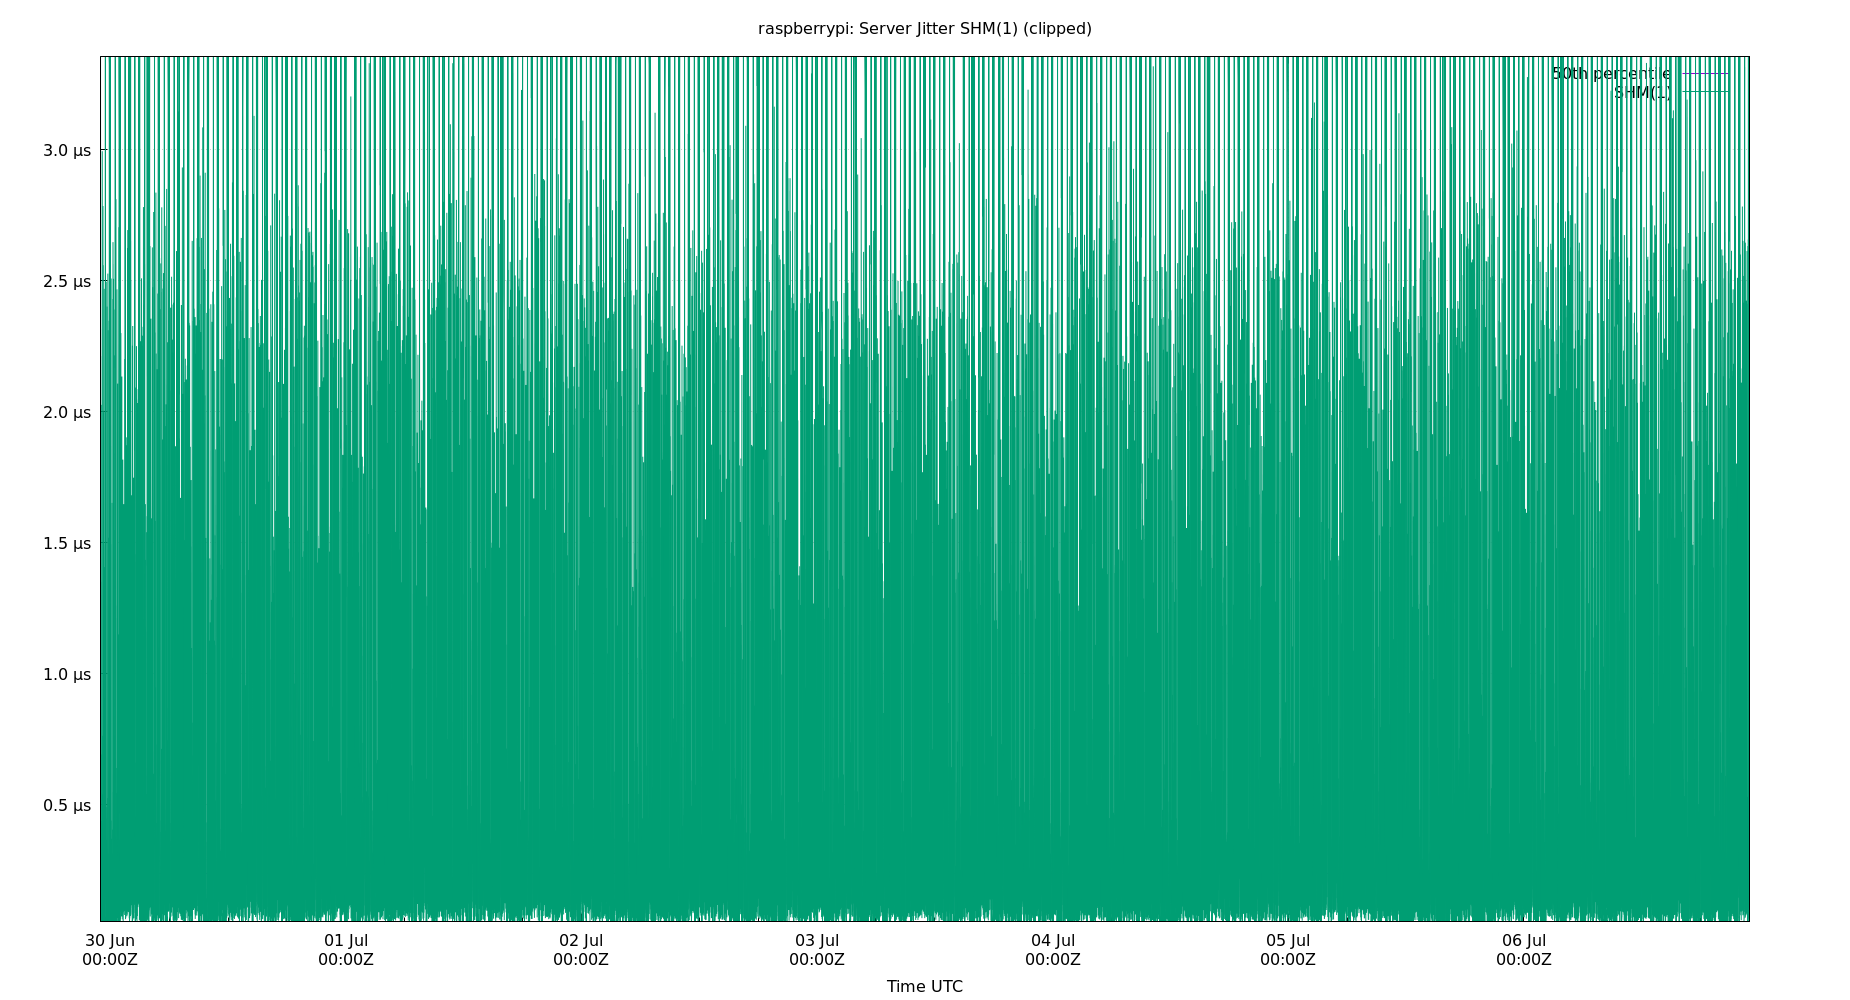 raspberrypi: Server Jitter SHM(1) (clipped)
50th percentile
SHM(1)
3.0 µs
2.5 µs
2.0 µs
1.5 µs
1.0 µs
0.5 µs
30 Jun 01 Jul 02 Jul 03 Jul 04 Jul 05 Jul 06 Jul
00:00Z 00:00Z 00:00Z 00:00Z 00:00Z 00:00Z 00:00Z
Time UTC